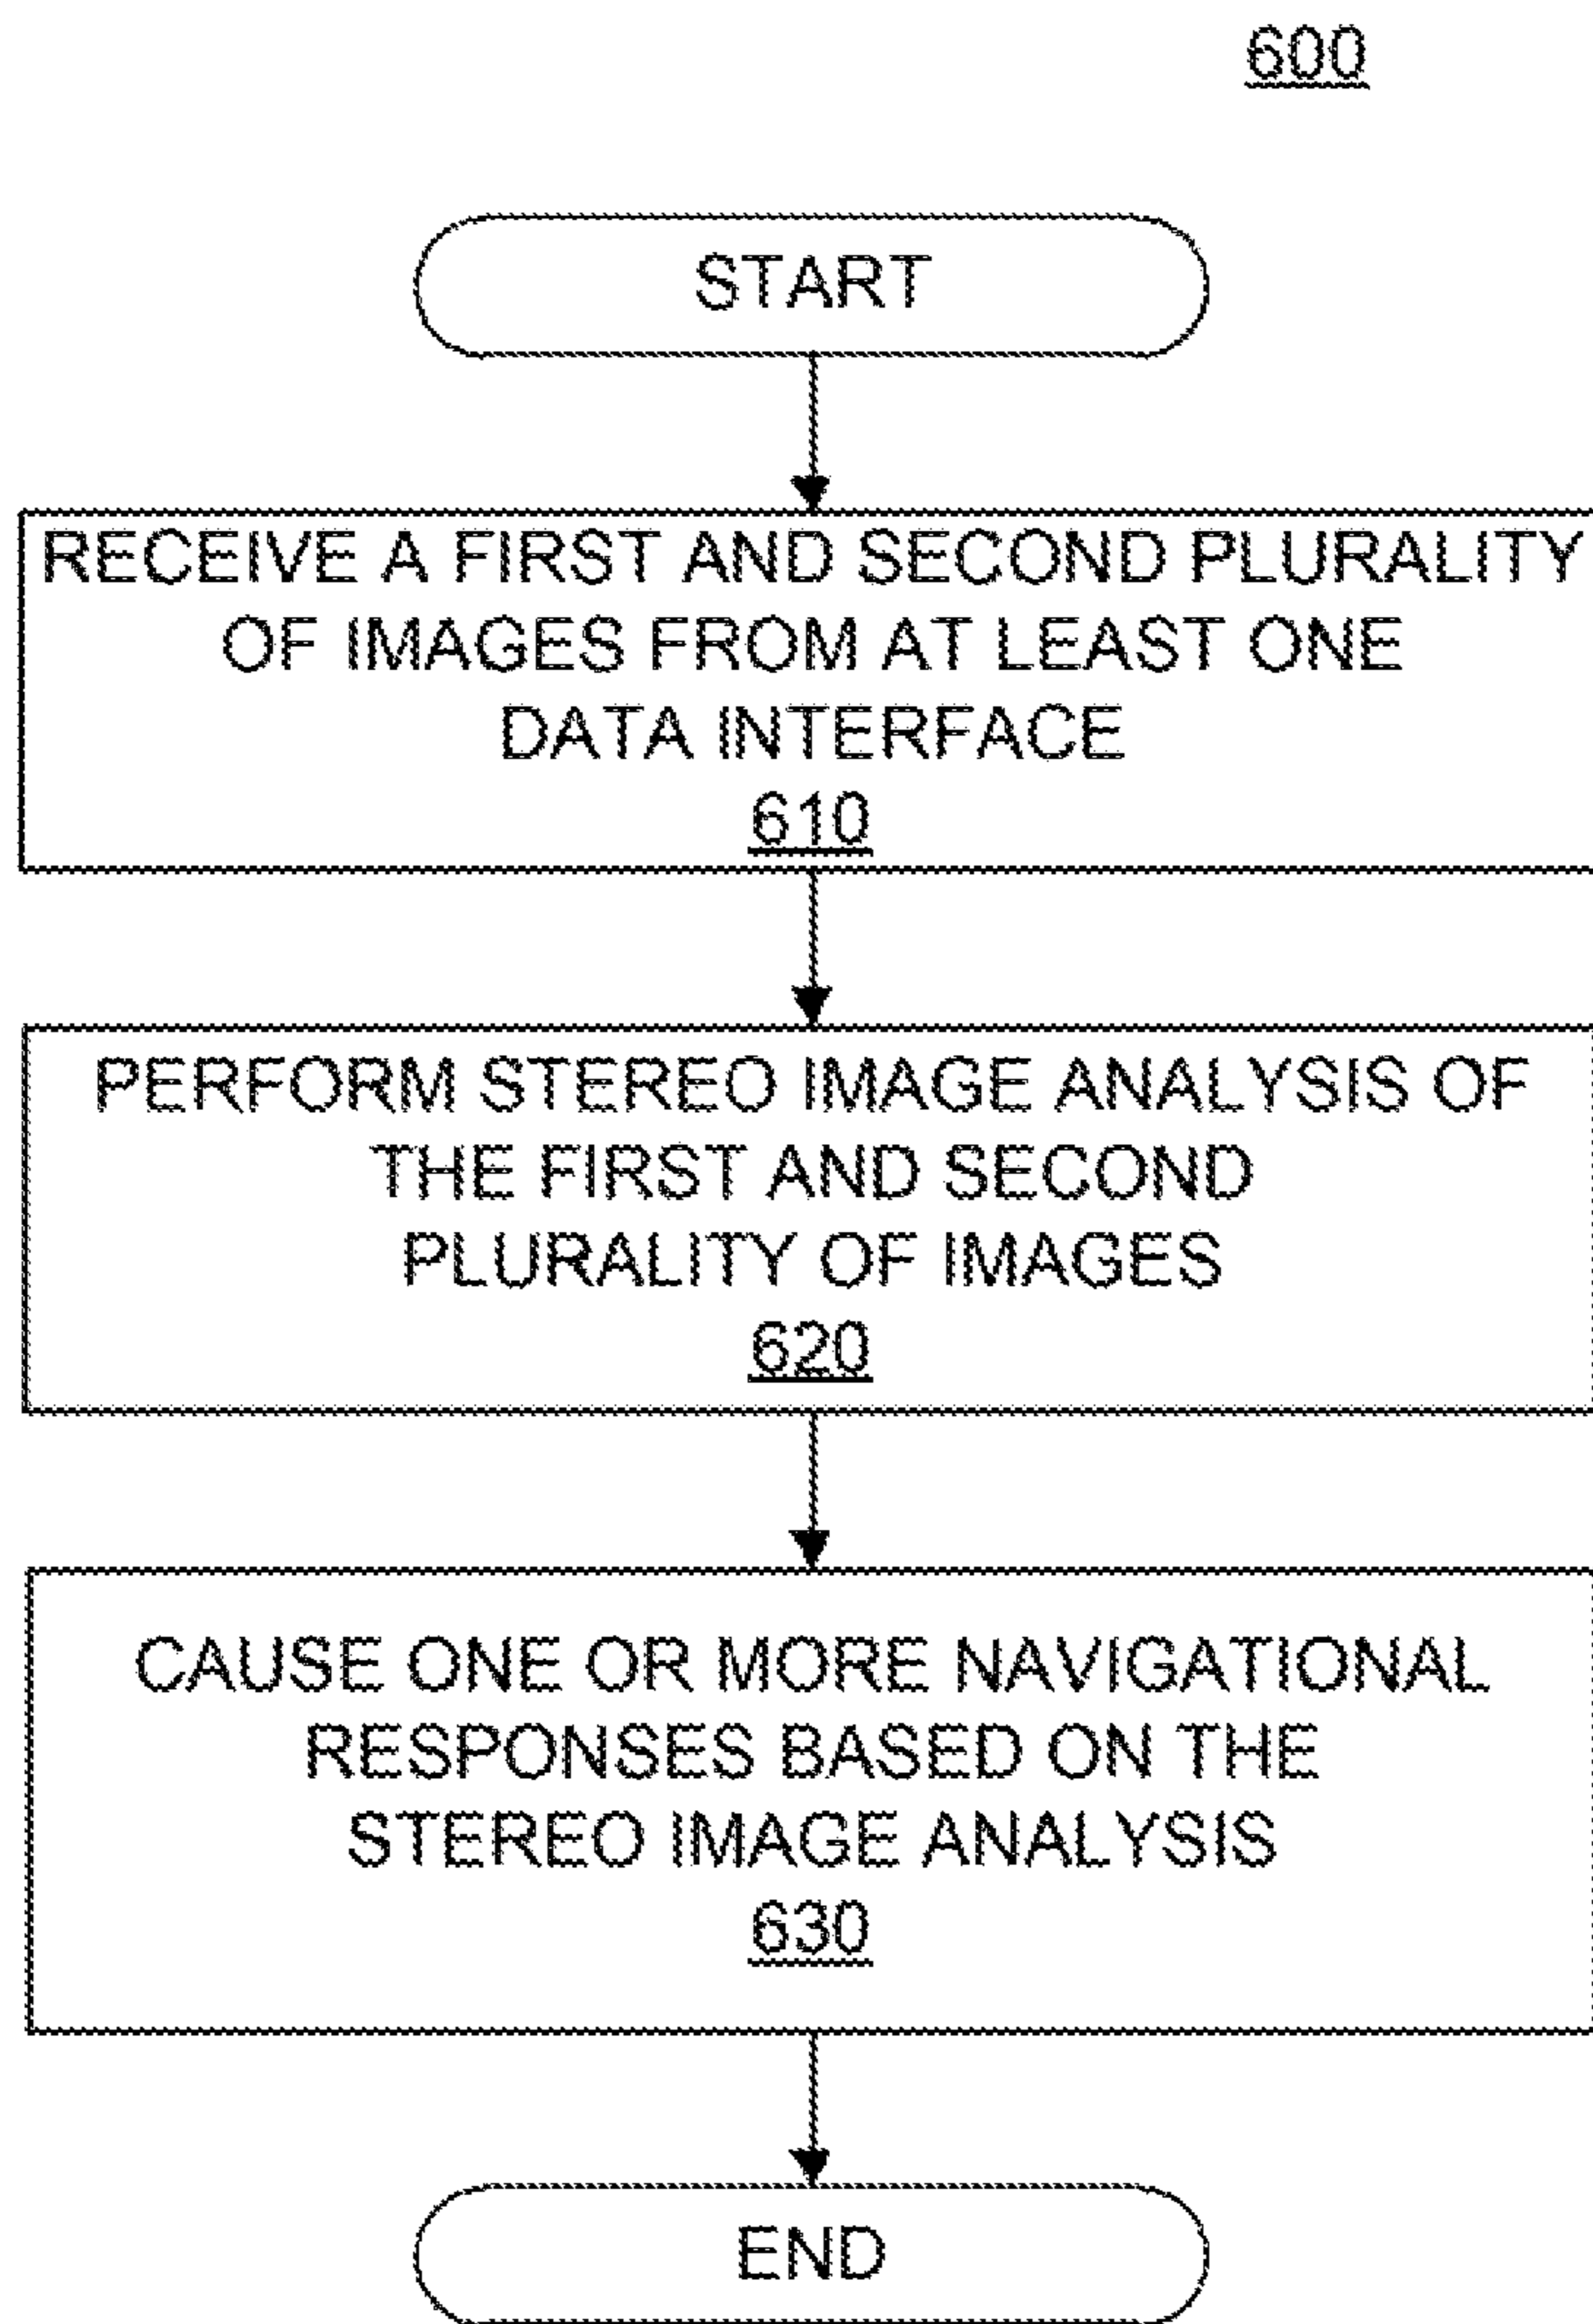 600
START
RECEIVE A FIRST AND SECOND PLURALITY
OF IMAGES FROM AT LEAST ONE
DATA INTERFACE
610
PERFORM STEREO IMAGE ANALYSIS OF
THE FIRST AND SECOND
PLURALITY OF IMAGES
620
CAUSE ONE OR MORE NAVIGATIONAL
RESPONSES BASED ON THE
STEREO IMAGE ANALYSIS
630
END